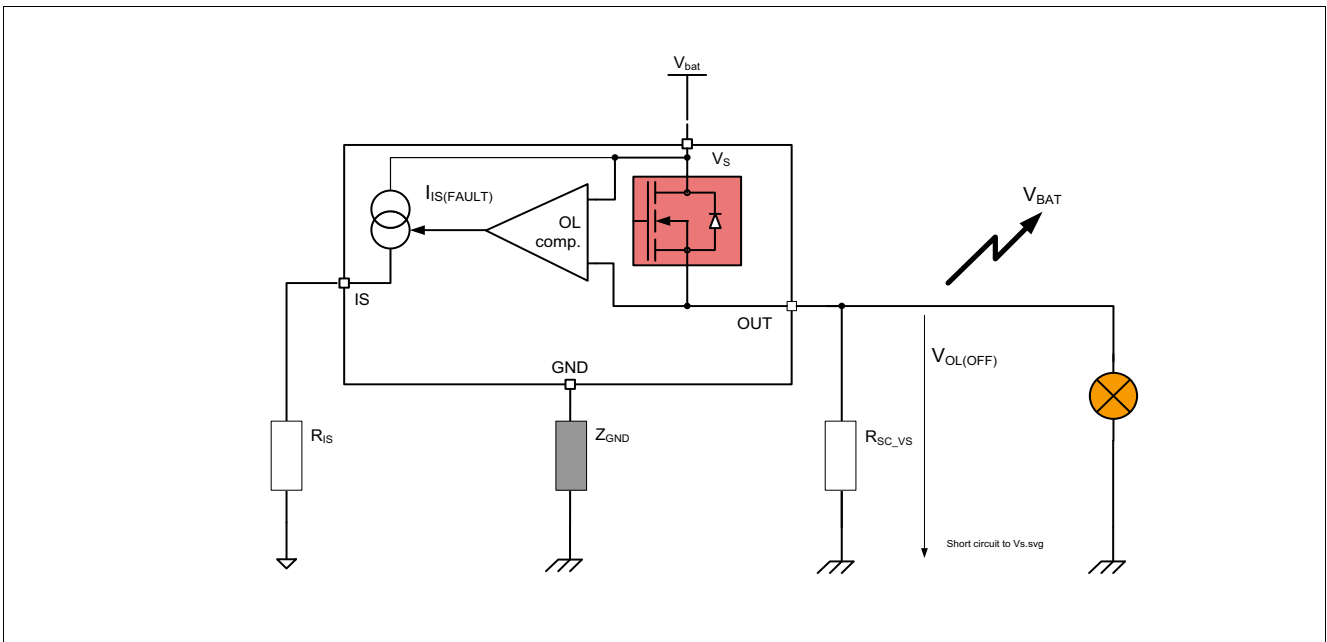 Vbat
VS
IIS(FAULT)
OL
comp.
VBAT
IS
OUT
VOL(OFF)
GND
RIS
ZGND
RSC_VS
Short circuit to Vs.svg